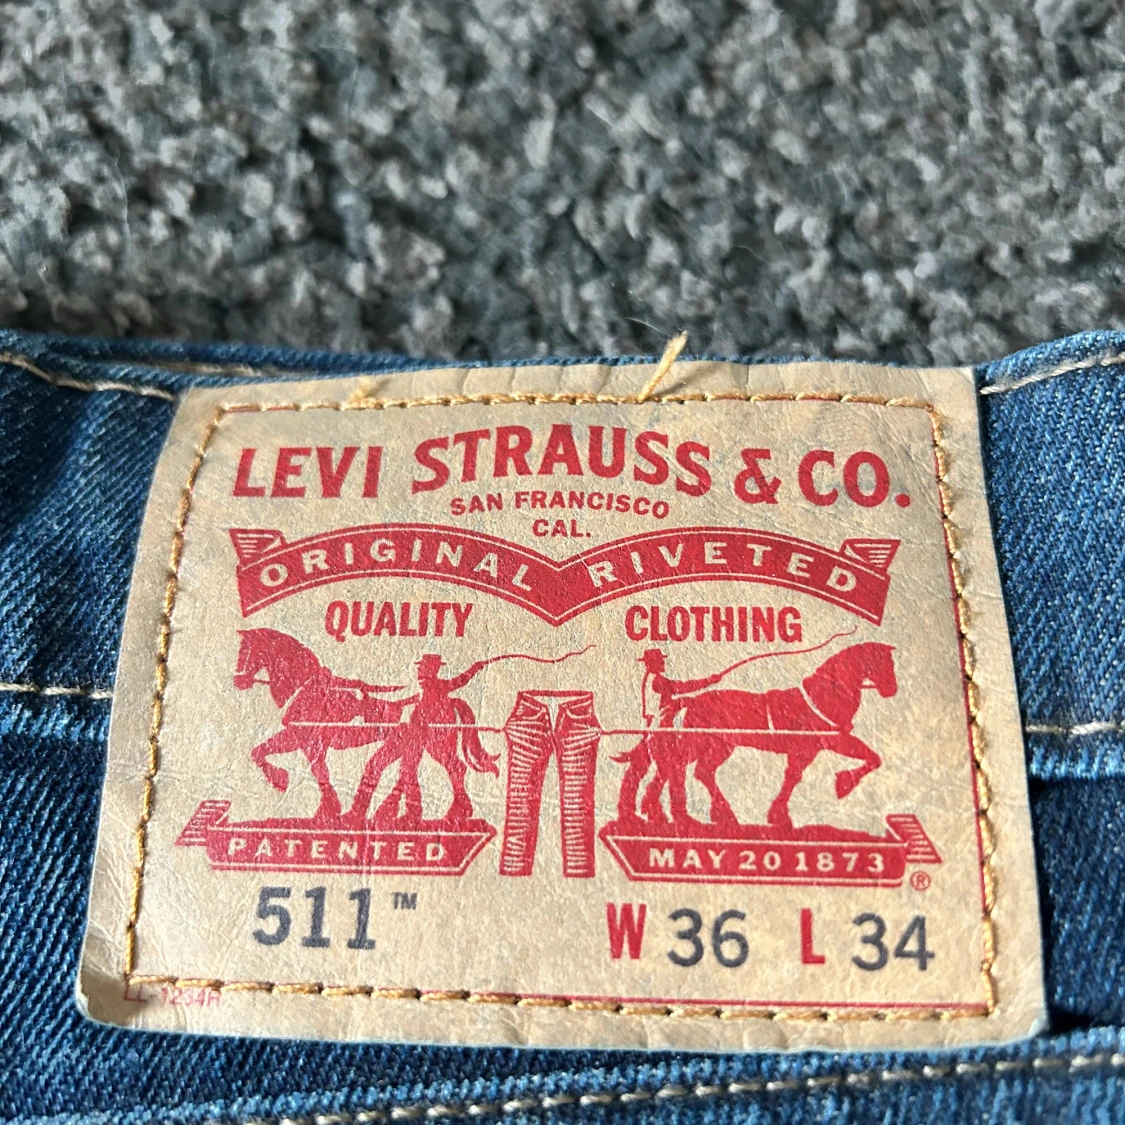 LEVI STRAUSS & CO.
SAN FRANCISCO
CAL.
ORIGINAL RIVETED
QUALITY CLOTHING
PATENTED MAY 20 1873
®
511™ W 36 L 34